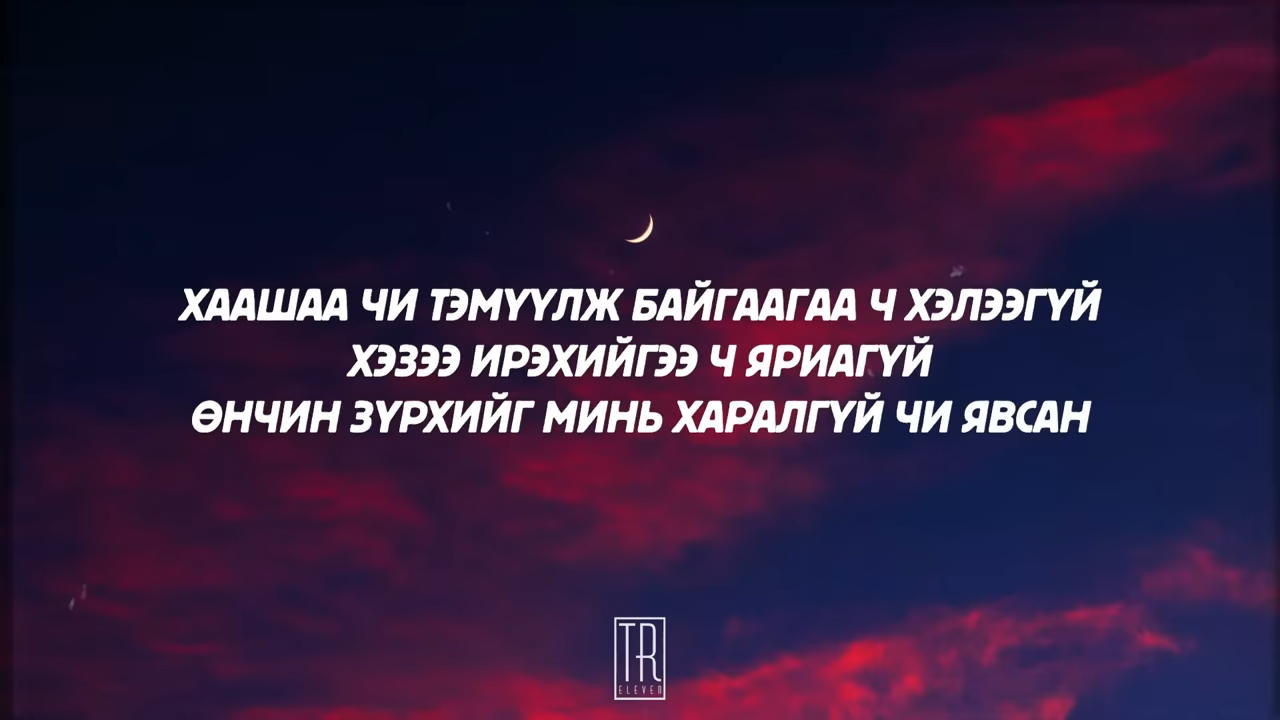 ХААШАА ЧИ ТЭМҮҮЛЖ БАЙГААГАА Ч ХЭЛЭЭГҮЙ
ХЭЗЭЭ ИРЭХИЙГЭЭ Ч ЯРИАГҮЙ
ӨНЧИН ЗҮРХИЙГ МИНЬ ХАРАЛГҮЙ ЧИ ЯВСАН
TR
ELEVEN